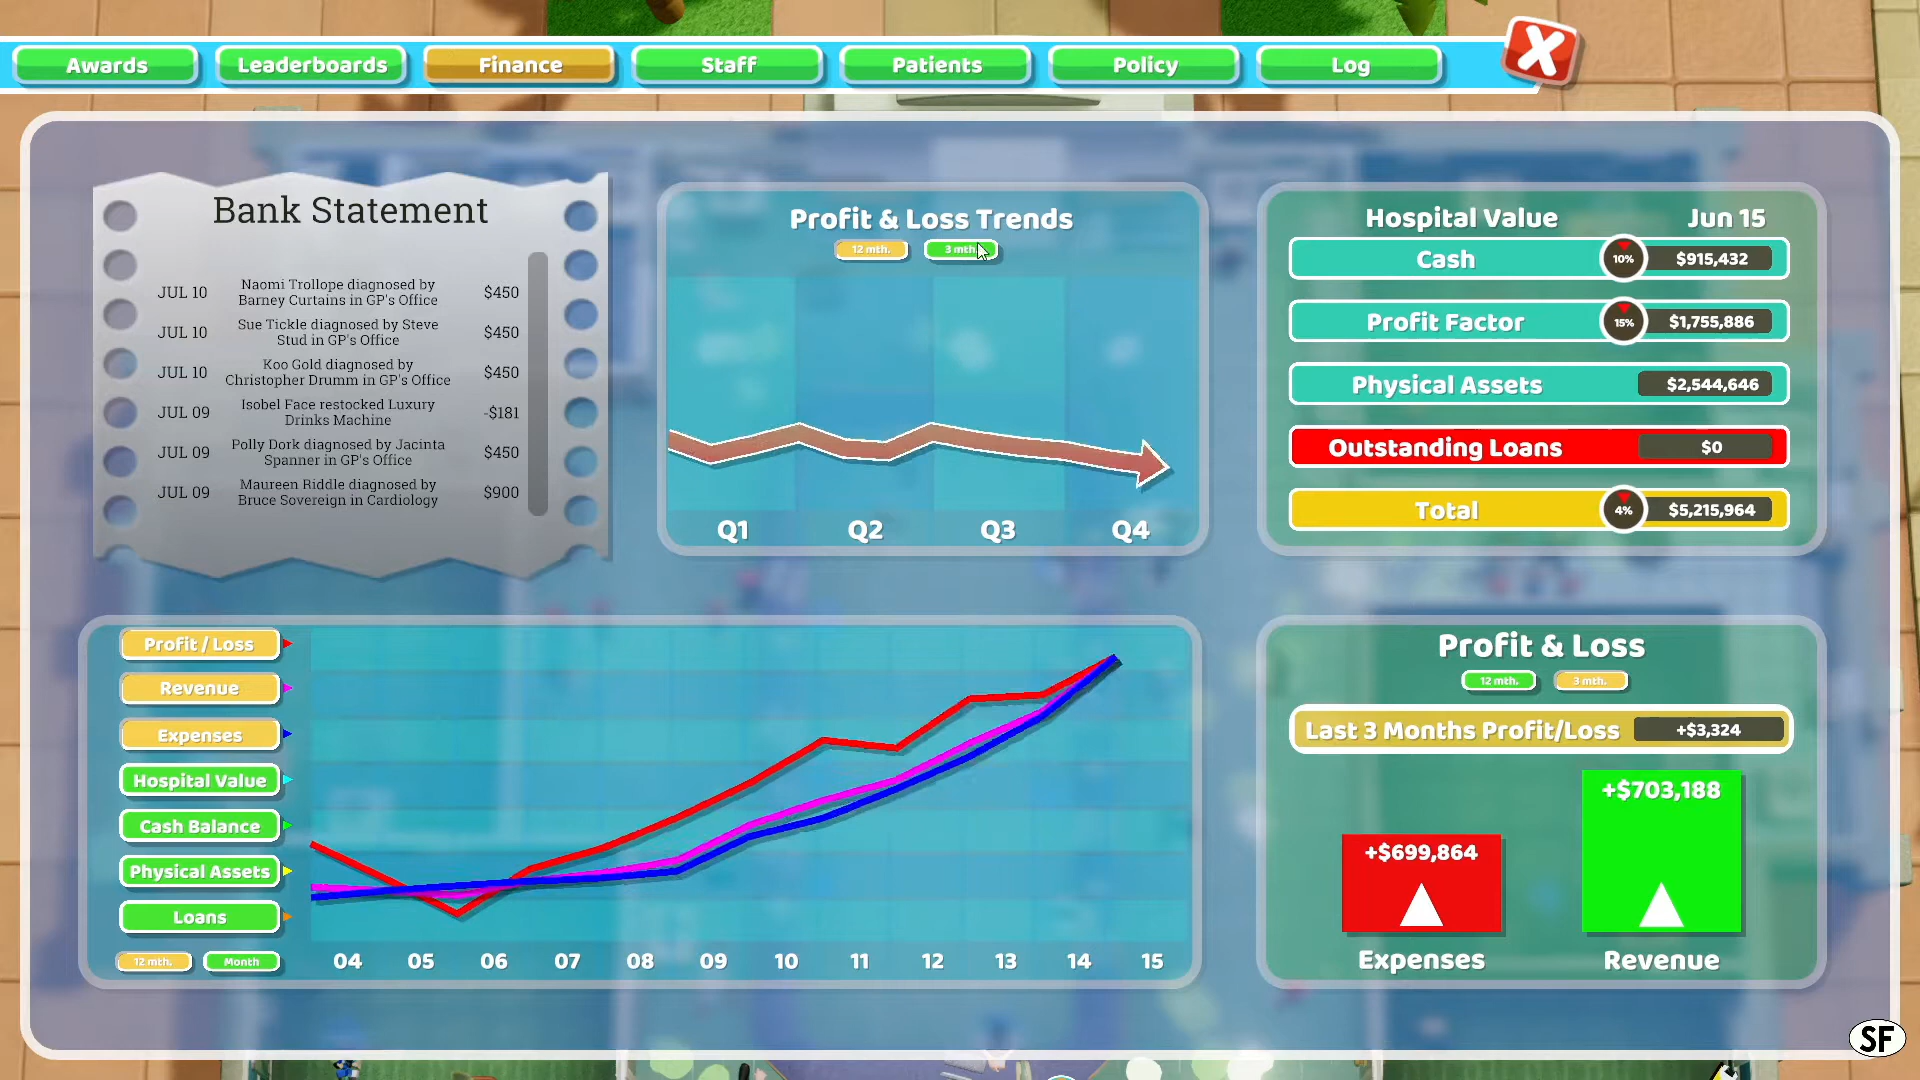 Awards
Leaderboards
Finance
Staff
Patients
Policy
Log
X
Bank Statement
JUL 10 Naomi Trollope diagnosed by Barney Curtains in GP's Office $450
JUL 10 Sue Tickle diagnosed by Steve Stud in GP's Office $450
JUL 10 Koo Gold diagnosed by Christopher Drumm in GP's Office $450
JUL 09 Isobel Face restocked Luxury Drinks Machine -$181
JUL 09 Polly Dork diagnosed by Jacinta Spanner in GP's Office $450
JUL 09 Maureen Riddle diagnosed by Bruce Sovereign in Cardiology $900
Profit & Loss Trends
12 mth. 3 mth.
Q1 Q2 Q3 Q4
Hospital Value Jun 15
Cash 10% $915,432
Profit Factor 15% $1,755,886
Physical Assets $2,544,646
Outstanding Loans $0
Total 4% $5,215,964
Profit / Loss
Revenue
Expenses
Hospital Value
Cash Balance
Physical Assets
Loans
12 mth. Month
04 05 06 07 08 09 10 11 12 13 14 15
Profit & Loss
12 mth. 3 mth.
Last 3 Months Profit/Loss +$3,324
+$699,864
+$703,188
Expenses
Revenue
SF